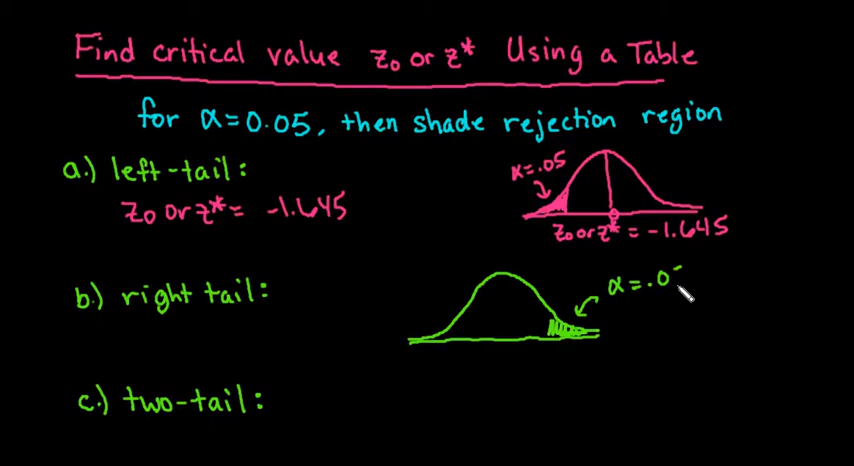 Find critical value z₀ or z* Using a Table
for α = 0.05, then shade rejection region
a.) left-tail:
z₀ or z* = -1.645
α = .05
z₀ or z* = -1.645
b.) right tail:
α = .0
c.) two-tail: